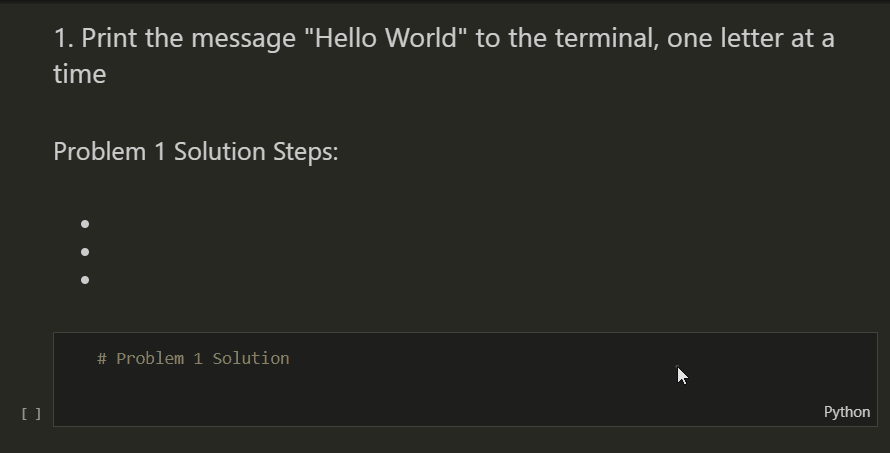 1. Print the message "Hello World" to the terminal, one letter at a
time
Problem 1 Solution Steps:
•
•
•
# Problem 1 Solution
[ ]
Python